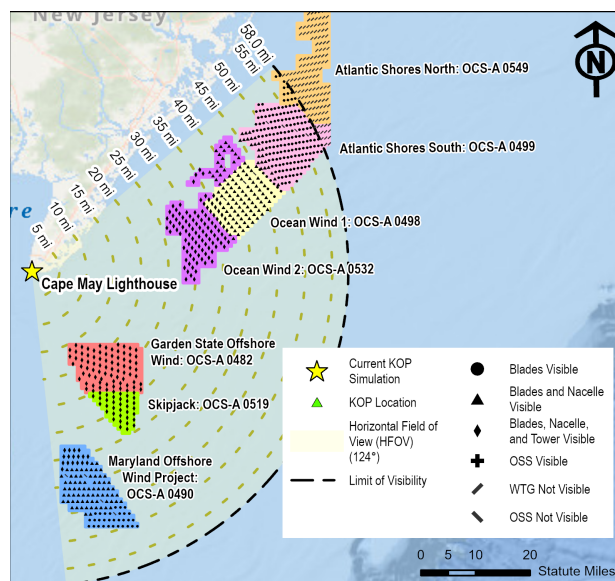 New Jersey
58.0 mi
55 mi
50 mi
45 mi
40 mi
35 mi
30 mi
25 mi
20 mi
15 mi
10 mi
5 mi
N
Atlantic Shores North: OCS-A 0549
Atlantic Shores South: OCS-A 0499
Ocean Wind 1: OCS-A 0498
Ocean Wind 2: OCS-A 0532
re
Cape May Lighthouse
Garden State Offshore
Wind: OCS-A 0482
Skipjack: OCS-A 0519
Maryland Offshore
Wind Project:
OCS-A 0490
Current KOP
Simulation
KOP Location
Horizontal Field of
View (HFOV)
(124°)
Limit of Visibility
Blades Visible
Blades and Nacelle
Visible
Blades, Nacelle,
and Tower Visible
OSS Visible
WTG Not Visible
OSS Not Visible
0 5 10 20
Statute Miles